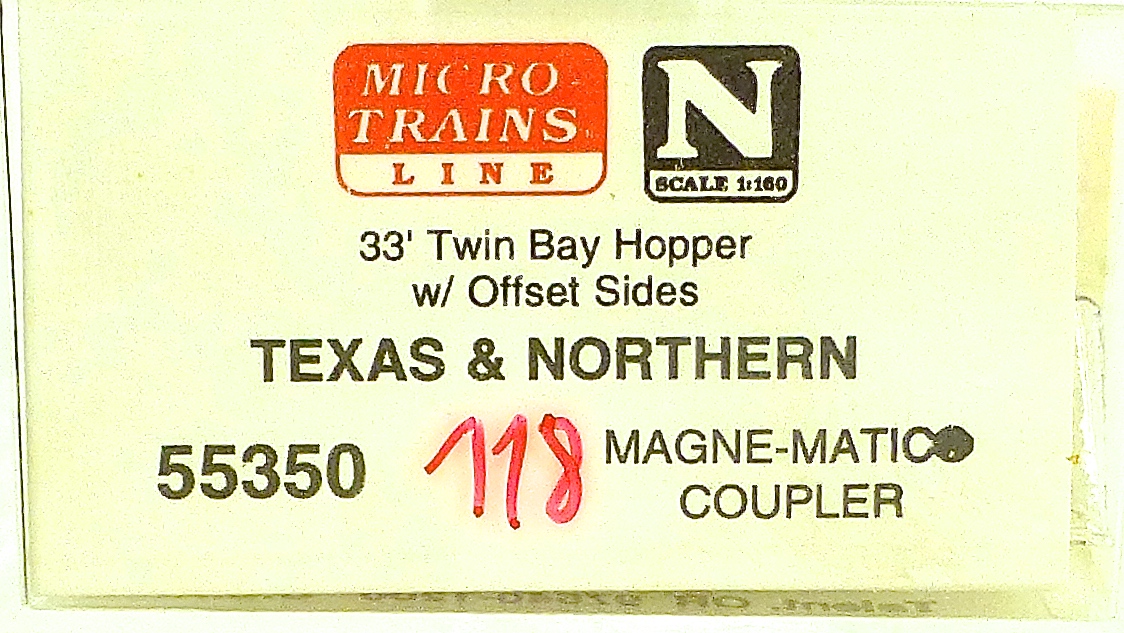 MICRO
TRAINS
LINE
N
SCALE 1:160
33' Twin Bay Hopper
w/ Offset Sides
TEXAS & NORTHERN
55350 118 MAGNE-MATIC
COUPLER